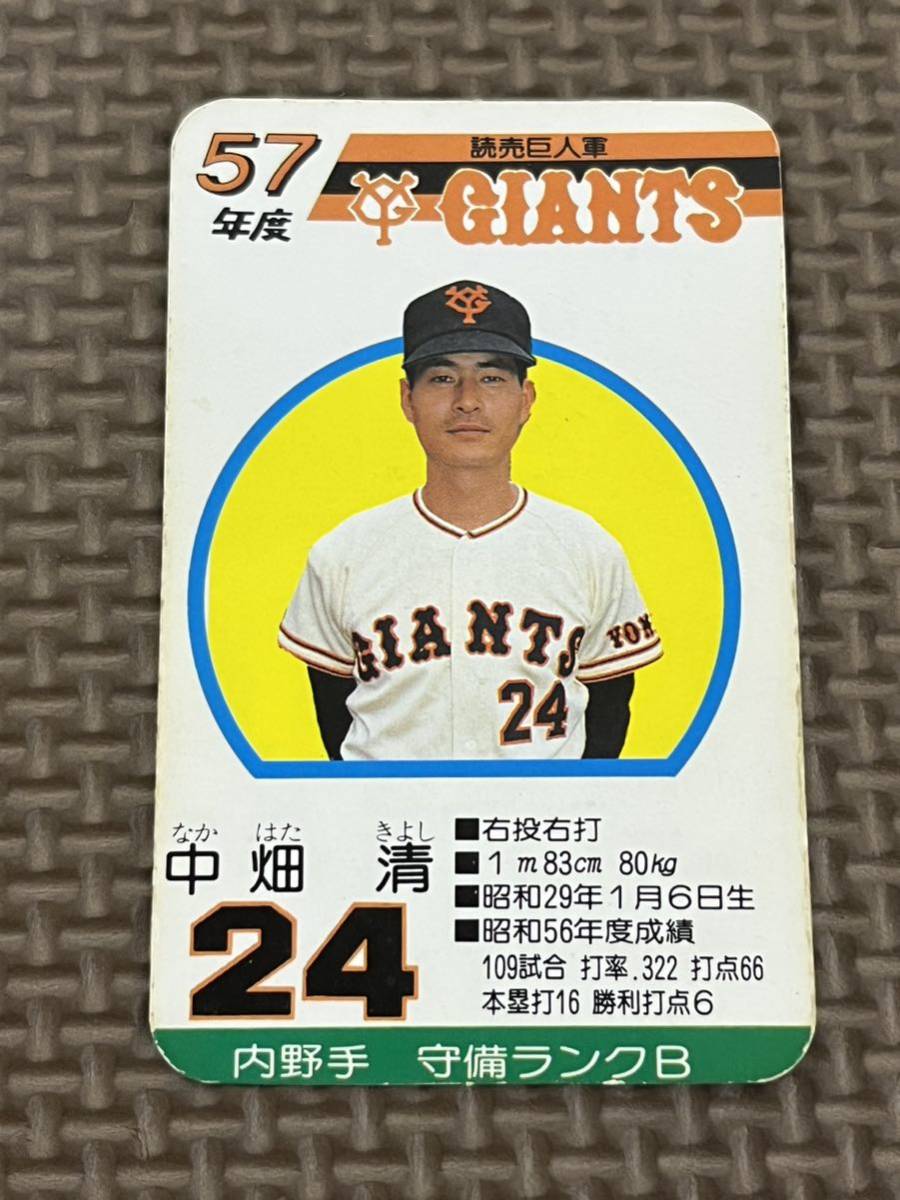 57
年度
読売巨人軍
YG GIANTS
YG
GIANTS
YOM
24
なか はた きよし
中畑 清
24
■右投右打
■1m83cm 80kg
■昭和29年1月6日生
■昭和56年度成績
109試合 打率.322 打点66
本塁打16 勝利打点6
内野手 守備ランクB